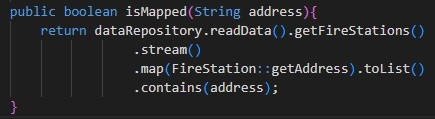 public boolean isMapped(String address){
    return dataRepository.readData().getFireStations()
            .stream()
            .map(FireStation::getAddress).toList()
            .contains(address);
}